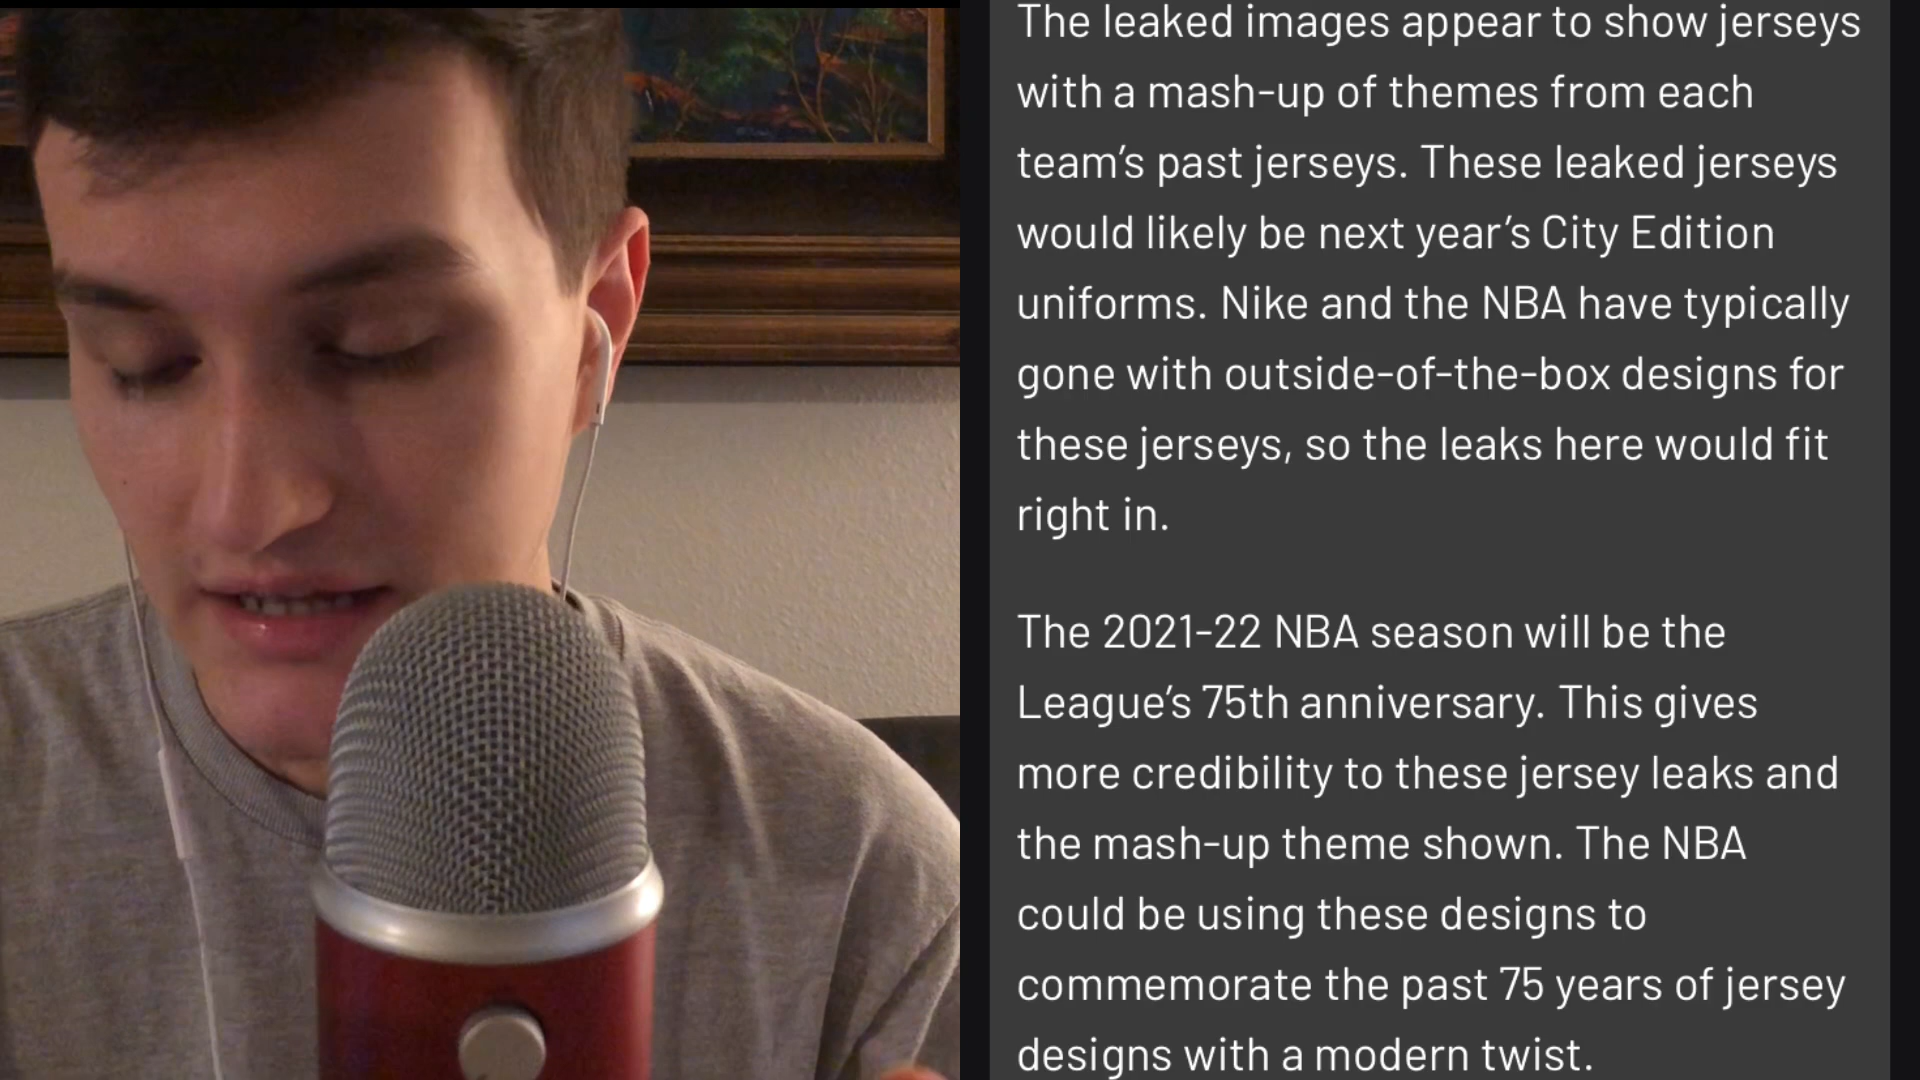 The leaked images appear to show jerseys
with a mash-up of themes from each
team's past jerseys. These leaked jerseys
would likely be next year's City Edition
uniforms. Nike and the NBA have typically
gone with outside-of-the-box designs for
these jerseys, so the leaks here would fit
right in.
The 2021-22 NBA season will be the
League's 75th anniversary. This gives
more credibility to these jersey leaks and
the mash-up theme shown. The NBA
could be using these designs to
commemorate the past 75 years of jersey
designs with a modern twist.